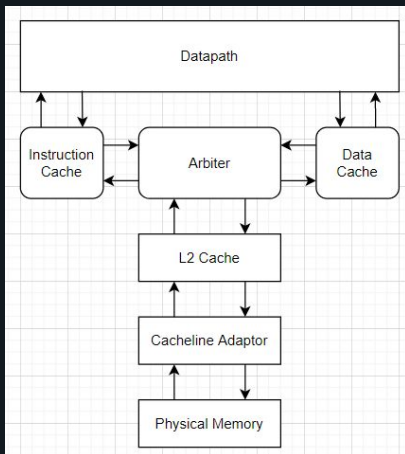 Datapath
Instruction
Cache
Arbiter
Data
Cache
L2 Cache
Cacheline Adaptor
Physical Memory